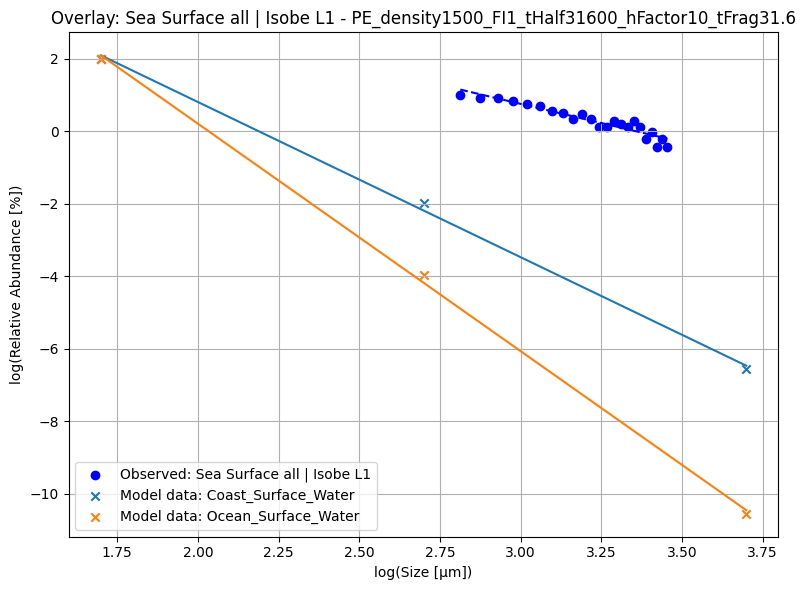 Overlay: Sea Surface all | Isobe L1 - PE_density1500_FI1_tHalf31600_hFactor10_tFrag31.6
log(Relative Abundance [%])
2
0
−2
−4
−6
−8
−10
Observed: Sea Surface all | Isobe L1
Model data: Coast_Surface_Water
Model data: Ocean_Surface_Water
1.75 2.00 2.25 2.50 2.75 3.00 3.25 3.50 3.75
log(Size [µm])